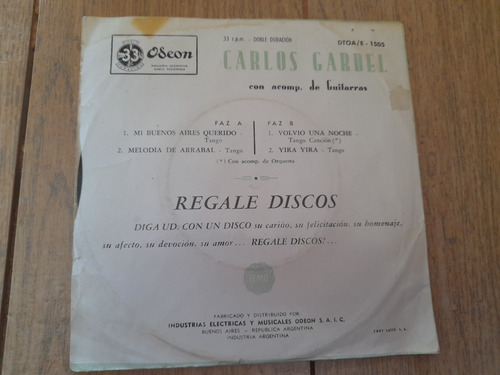 33 Odeon
33 r.p.m. - DOBLE DURACIÓN
DTOA/E - 1505
CARLOS GARDEL
con acomp. de Guitarras
FAZ A
1. MI BUENOS AIRES QUERIDO - Tango
2. MELODIA DE ARRABAL - Tango
FAZ B
1. VOLVIO UNA NOCHE - Tango Canción (*)
2. YIRA YIRA - Tango
(*) Con acomp. de Orquesta
REGALE DISCOS
DIGA UD: CON UN DISCO su cariño, su felicitación, su homenaje,
su afecto, su devoción, su amor... REGALE DISCOS!...
FABRICADO Y DISTRIBUIDO POR
INDUSTRIAS ELECTRICAS Y MUSICALES ODEON S. A. I. C.
BUENOS AIRES - REPUBLICA ARGENTINA
INDUSTRIA ARGENTINA